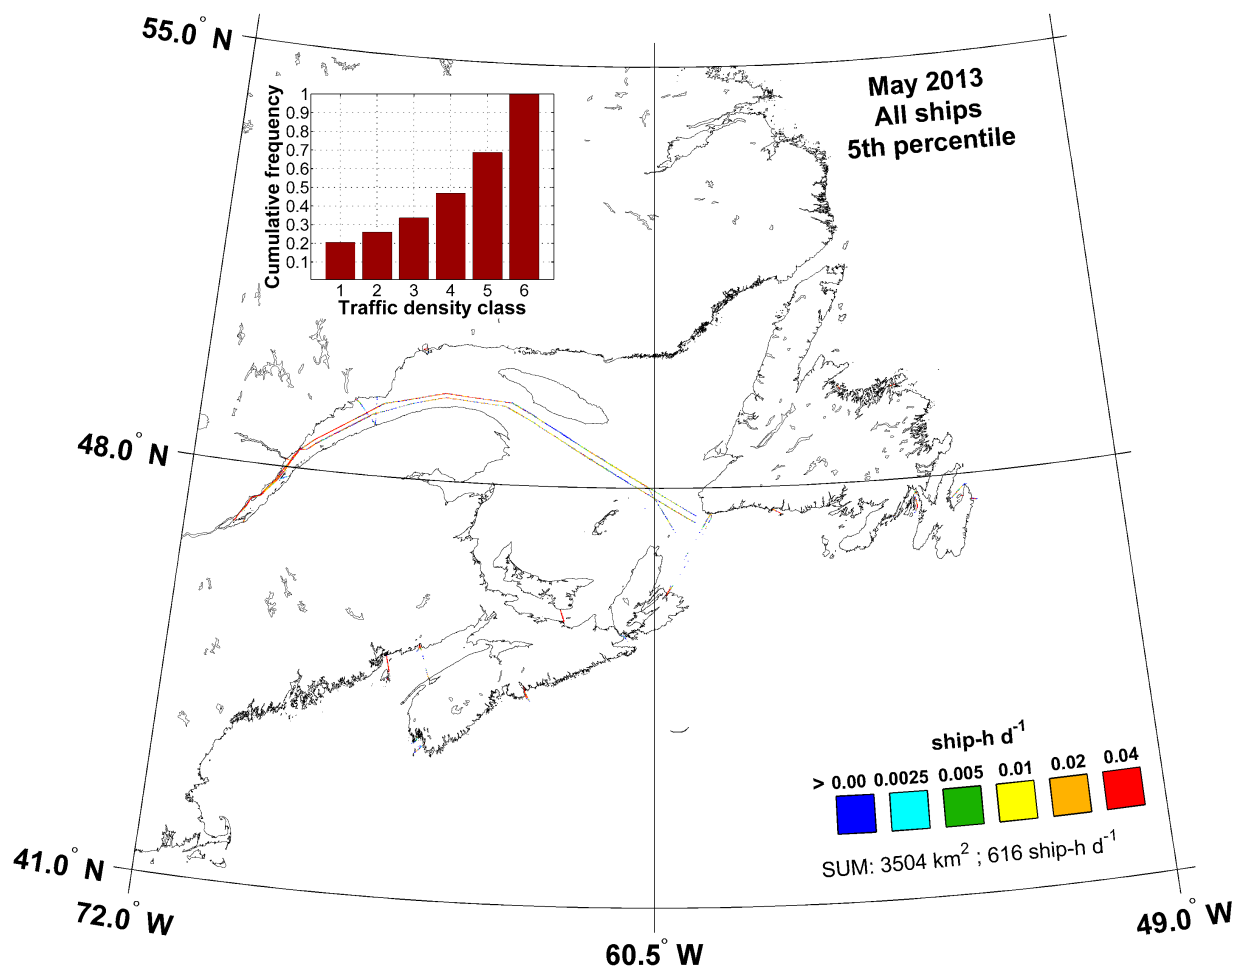 55.0° N
May 2013
All ships
5th percentile
Cumulative frequency
1
0.9
0.8
0.7
0.6
0.5
0.4
0.3
0.2
0.1
1 2 3 4 5 6
Traffic density class
48.0° N
ship-h d⁻¹
> 0.00 0.0025 0.005 0.01 0.02 0.04
SUM: 3504 km² ; 616 ship-h d⁻¹
41.0° N
72.0° W
60.5° W
49.0° W